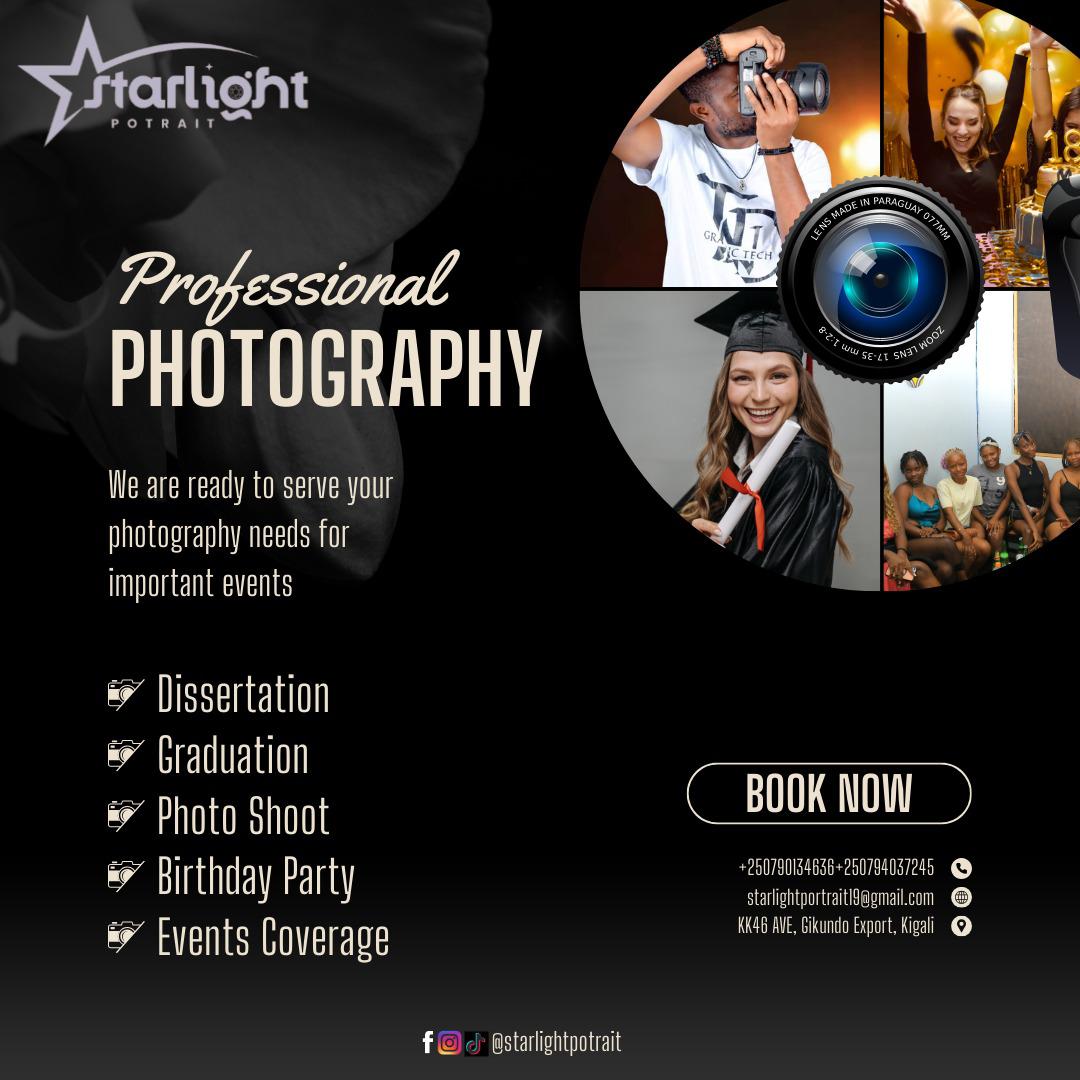 starlight
POTRAIT
18
LENS MADE IN PARAGUAY 077MM
ZOOM LENS 17-35 mm 1:2-8
Professional
PHOTOGRAPHY
We are ready to serve your
photography needs for
important events
Dissertation
Graduation
Photo Shoot
Birthday Party
Events Coverage
BOOK NOW
+250790134636+250794037245
starlightportrait19@gmail.com
KK46 AVE, Gikundo Export, Kigali
@starlightpotrait